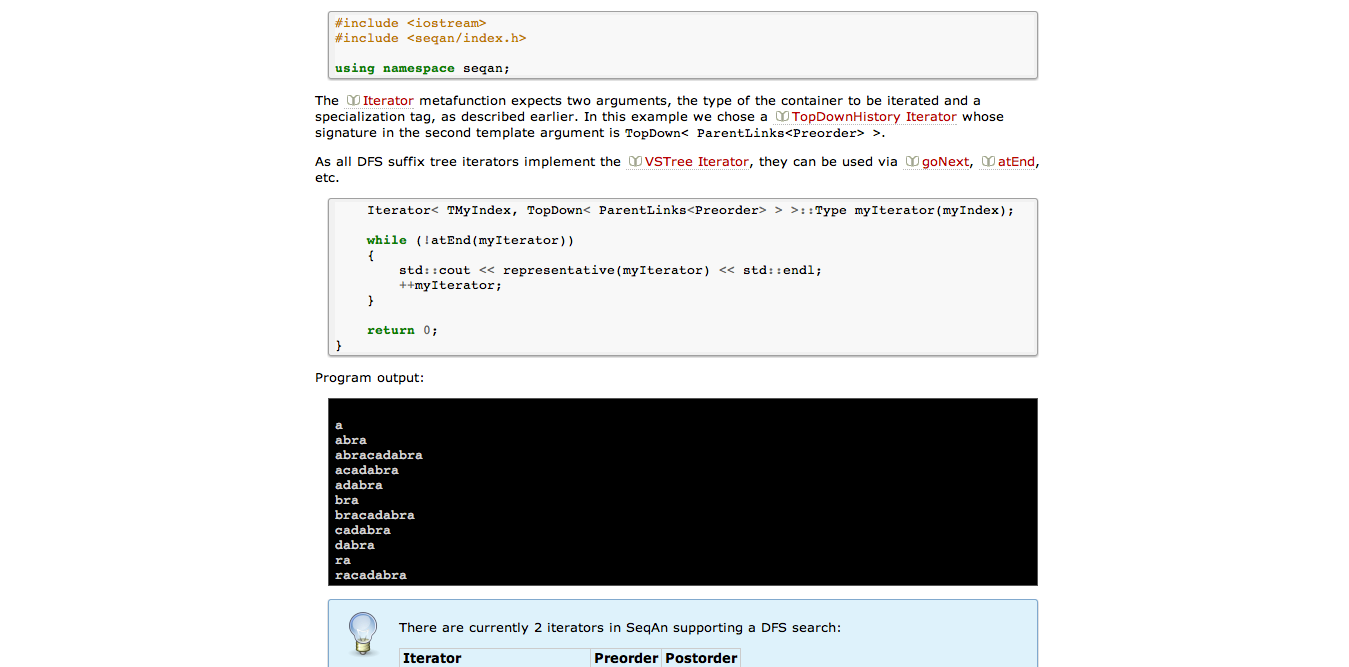 #include <iostream>
#include <seqan/index.h>
using namespace seqan;
The Iterator metafunction expects two arguments, the type of the container to be iterated and a
specialization tag, as described earlier. In this example we chose a TopDownHistory Iterator whose
signature in the second template argument is TopDown< ParentLinks<Preorder> >.
As all DFS suffix tree iterators implement the VSTree Iterator, they can be used via goNext, atEnd,
etc.
Iterator< TMyIndex, TopDown< ParentLinks<Preorder> > >::Type myIterator(myIndex);
while (!atEnd(myIterator))
{
std::cout << representative(myIterator) << std::endl;
++myIterator;
}
return 0;
}
Program output:
a
abra
abracadabra
acadabra
adabra
bra
bracadabra
cadabra
dabra
ra
racadabra
There are currently 2 iterators in SeqAn supporting a DFS search:
Iterator Preorder Postorder